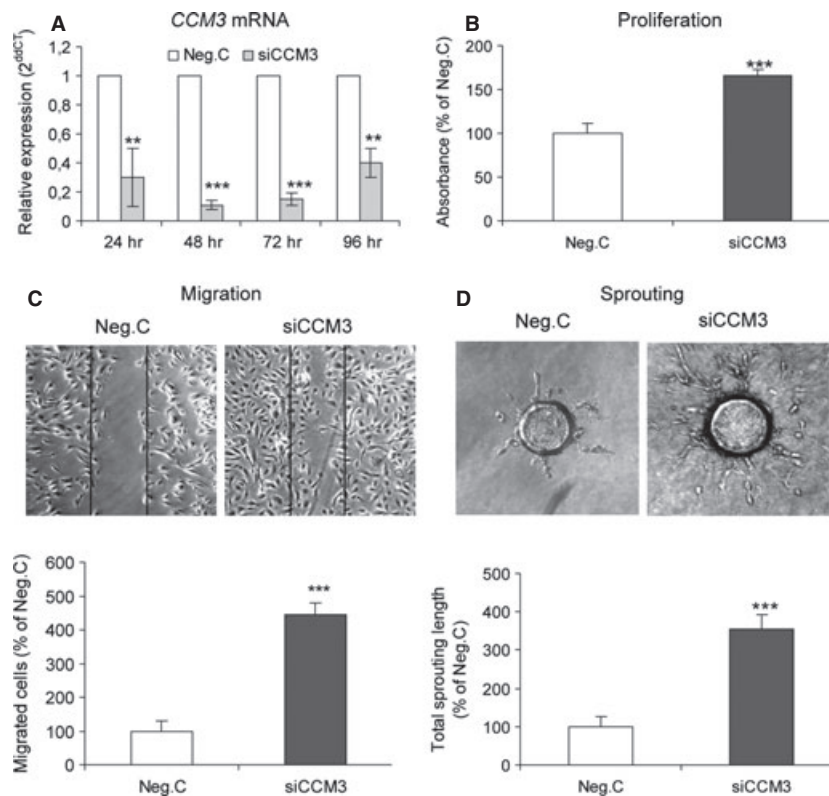 A
CCM3 mRNA
Neg.C siCCM3
Relative expression (2^ddCT)
1,2
1
0,8
0,6
0,4
0,2
0
**
***
***
**
24 hr 48 hr 72 hr 96 hr
B
Proliferation
Absorbance (% of Neg.C)
200
150
100
50
0
***
Neg.C siCCM3
C
Migration
Neg.C siCCM3
Migrated cells (% of Neg.C)
600
500
400
300
200
100
0
***
Neg.C siCCM3
D
Sprouting
Neg.C siCCM3
Total sprouting length
(% of Neg.C)
500
400
300
200
100
0
***
Neg.C siCCM3